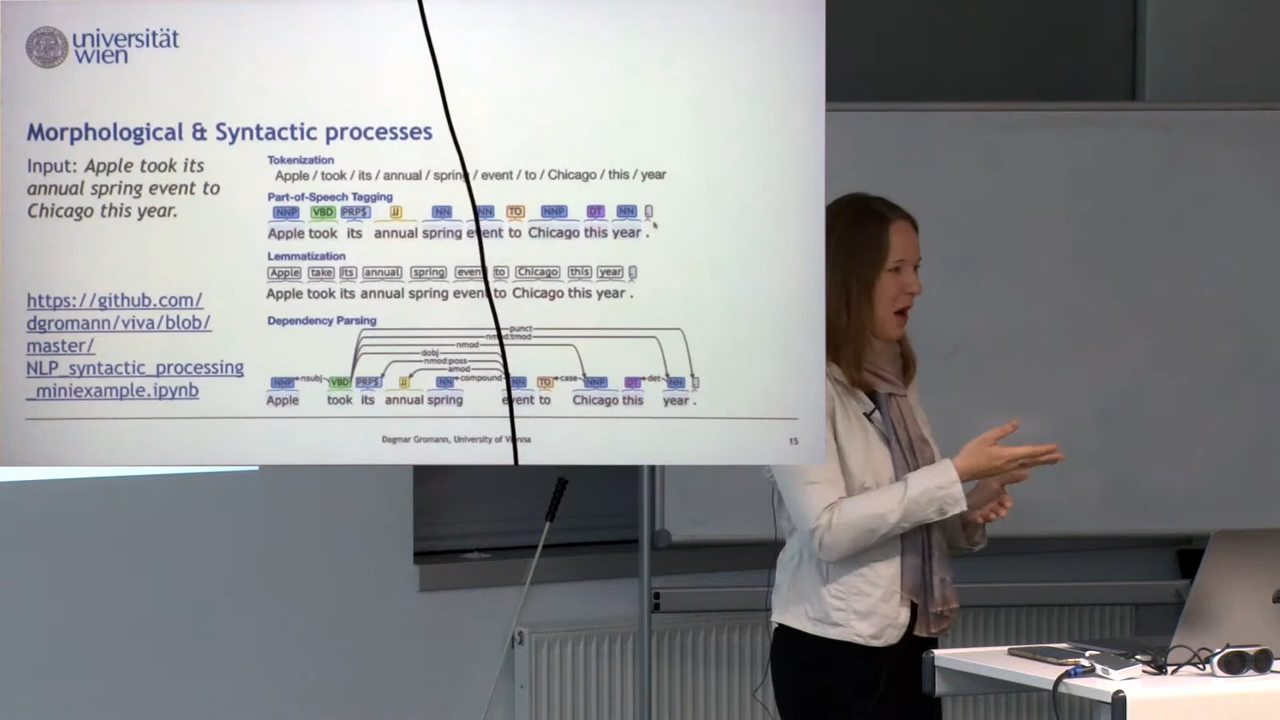 universität
wien
Morphological & Syntactic processes
Input: Apple took its
annual spring event to
Chicago this year.
https://github.com/
dgromann/viva/blob/
master/
NLP_syntactic_processing
_miniexample.ipynb
Tokenization
Apple / took / its / annual / spring / event / to / Chicago / this / year
Part-of-Speech Tagging
NNP VBD PRP$ JJ NN NN TO NNP DT NN .
Apple took its annual spring event to Chicago this year .
Lemmatization
Apple take its annual spring event to Chicago this year .
Apple took its annual spring event to Chicago this year .
Dependency Parsing
punct
nmod:tmod
nmod
dobj
nmod:poss
amod
NNP nsubj VBD PRP$ JJ NN compound NN TO case NNP DT det NN .
Apple took its annual spring event to Chicago this year .
Dagmar Gromann, University of Vienna
15